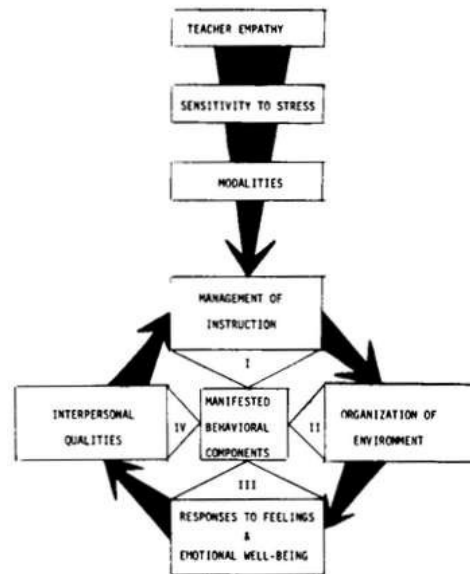 TEACHER EMPATHY
SENSITIVITY TO STRESS
MODALITIES
MANAGEMENT OF
INSTRUCTION
I
INTERPERSONAL
QUALITIES
IV
MANIFESTED
BEHAVIORAL
COMPONENTS
II
ORGANIZATION OF
ENVIRONMENT
III
RESPONSES TO FEELINGS
&
EMOTIONAL WELL-BEING